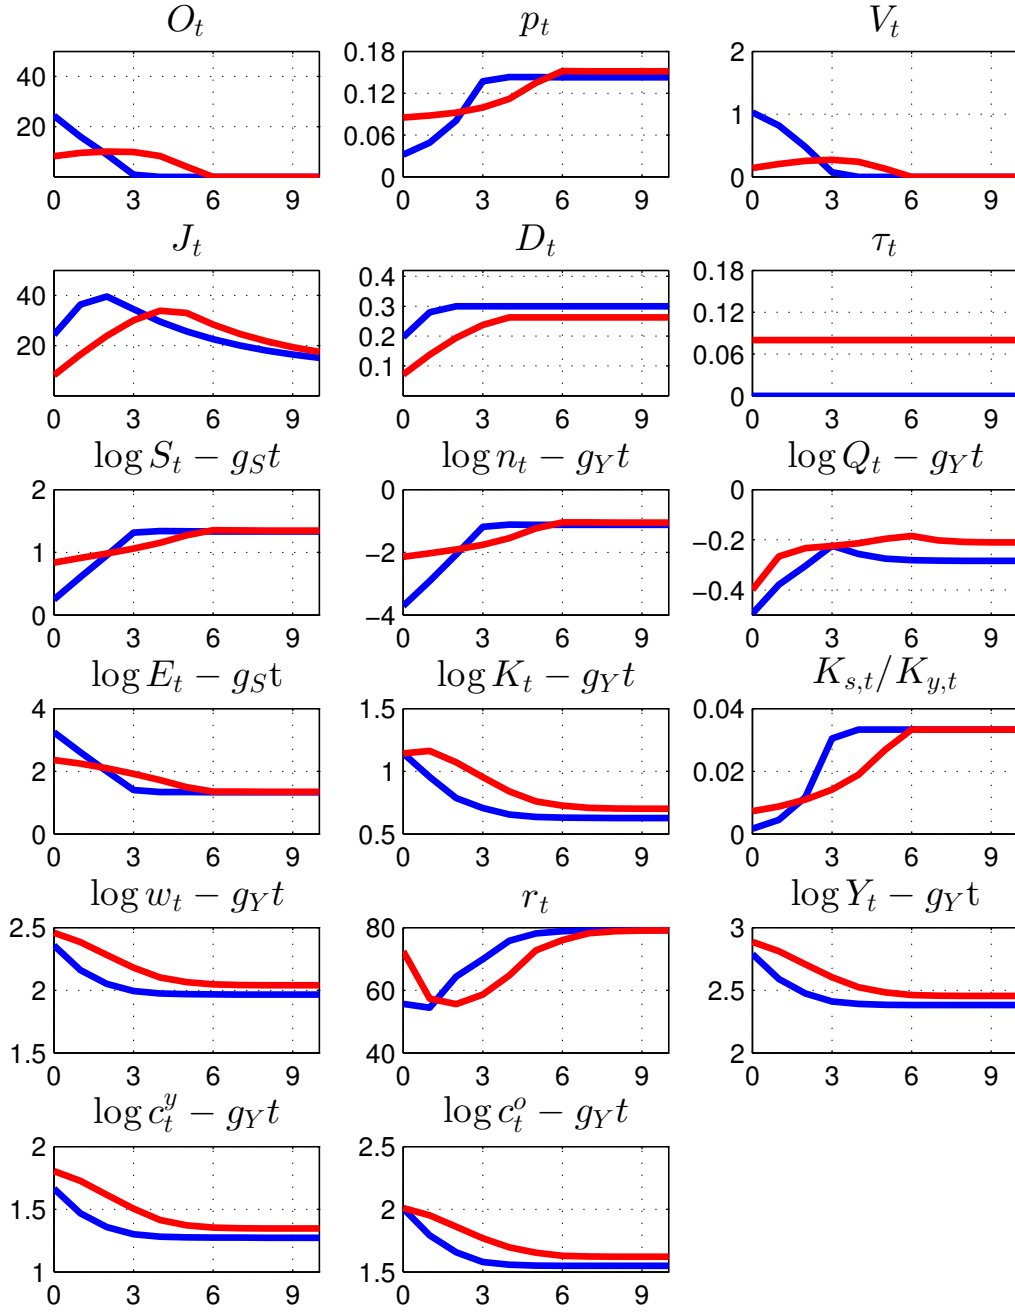 O_t p_t V_t
40 20 0 3 6 9
0.18 0.12 0.06 0 0 3 6 9
2 1 0 0 3 6 9
J_t D_t τ_t
40 20 0 3 6 9
0.4 0.3 0.2 0.1 0 3 6 9
0.18 0.12 0.06 0 0 3 6 9
log S_t − g_S t log n_t − g_Y t log Q_t − g_Y t
2 1 0 0 3 6 9
0 −2 −4 0 3 6 9
0 −0.2 −0.4 0 3 6 9
log E_t − g_S t log K_t − g_Y t K_{s,t}/K_{y,t}
4 2 0 0 3 6 9
1.5 1 0.5 0 3 6 9
0.04 0.02 0 0 3 6 9
log w_t − g_Y t r_t log Y_t − g_Y t
2.5 2 1.5 0 3 6 9
80 60 40 0 3 6 9
3 2.5 2 0 3 6 9
log c_t^y − g_Y t log c_t^o − g_Y t
2 1.5 1 0 3 6 9
2.5 2 1.5 0 3 6 9